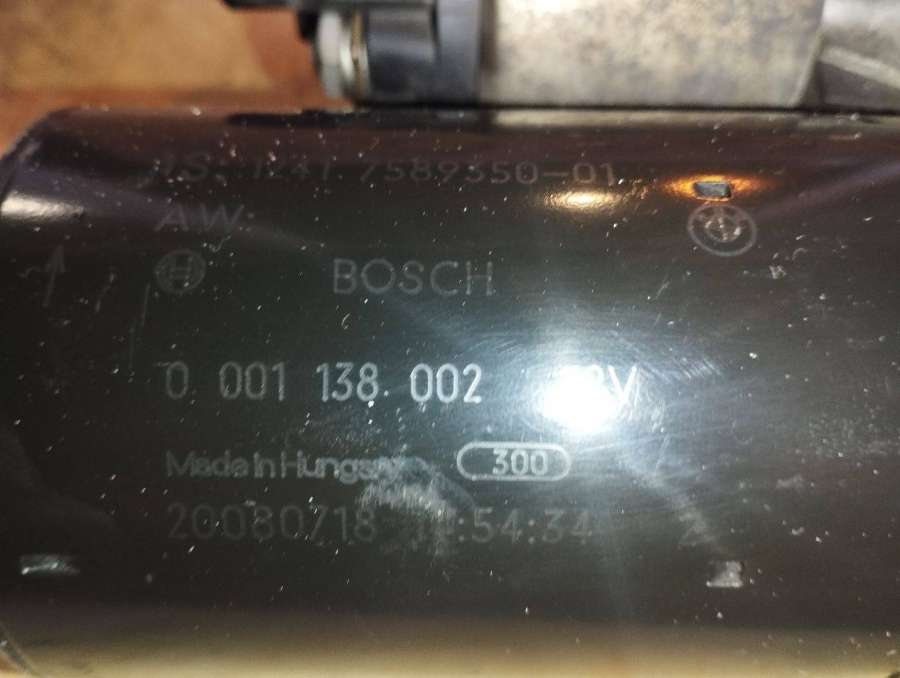 1241 7589350-01
AW
BOSCH
0 001 138 002
Made in Hungary
300
20080718 :54:34